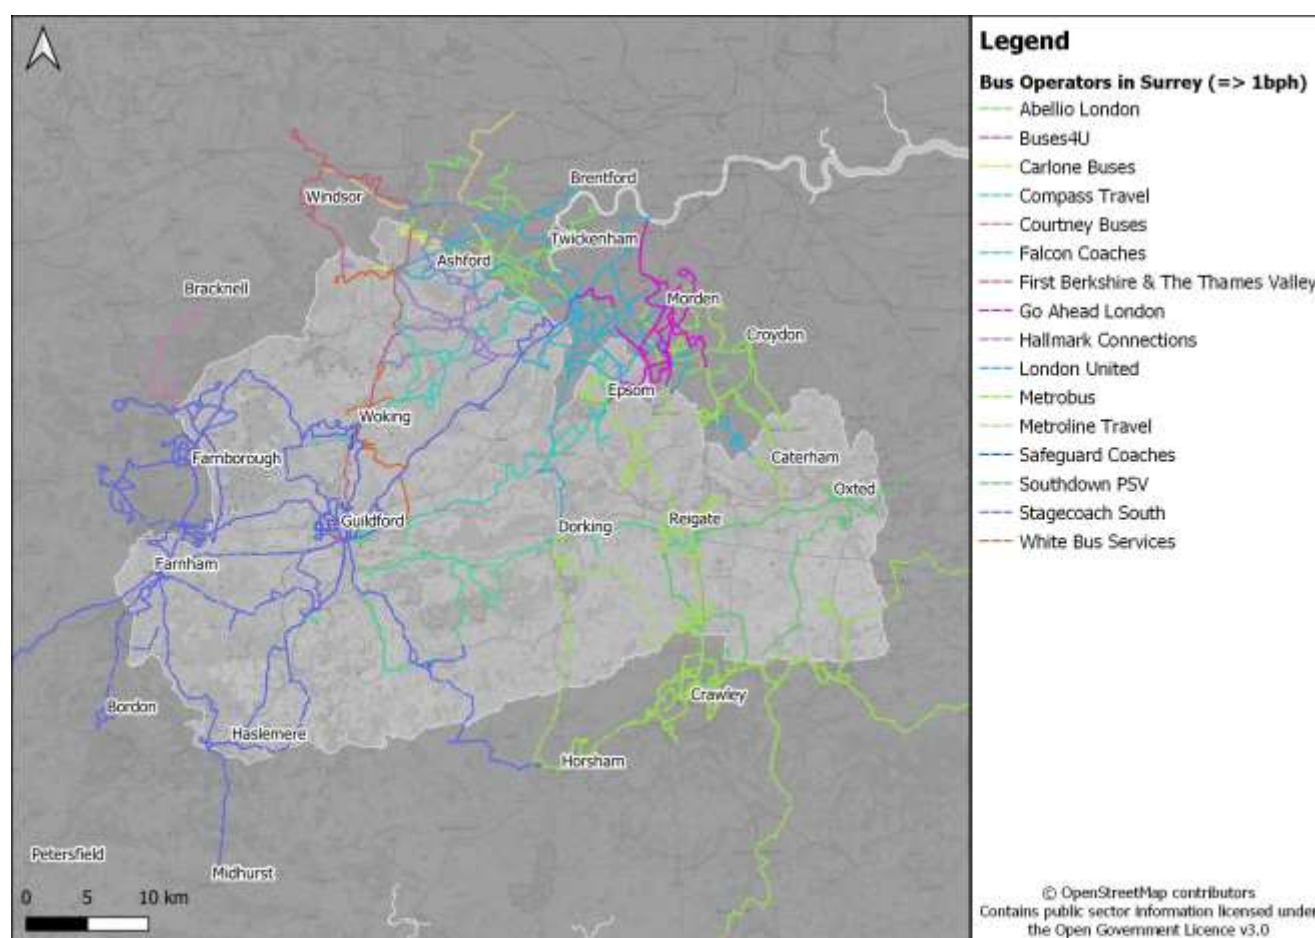 Legend
Bus Operators in Surrey (=> 1bph)
Abellio London
Buses4U
Carlone Buses
Compass Travel
Courtney Buses
Falcon Coaches
First Berkshire & The Thames Valley
Go Ahead London
Hallmark Connections
London United
Metrobus
Metroline Travel
Safeguard Coaches
Southdown PSV
Stagecoach South
White Bus Services
Brentford
Windsor
Twickenham
Ashford
Bracknell
Morden
Croydon
Epsom
Woking
Farnborough
Caterham
Oxted
Guildford
Dorking
Reigate
Farnham
Crawley
Bordon
Haslemere
Horsham
Petersfield
Midhurst
0 5 10 km
© OpenStreetMap contributors
Contains public sector information licensed under
the Open Government Licence v3.0